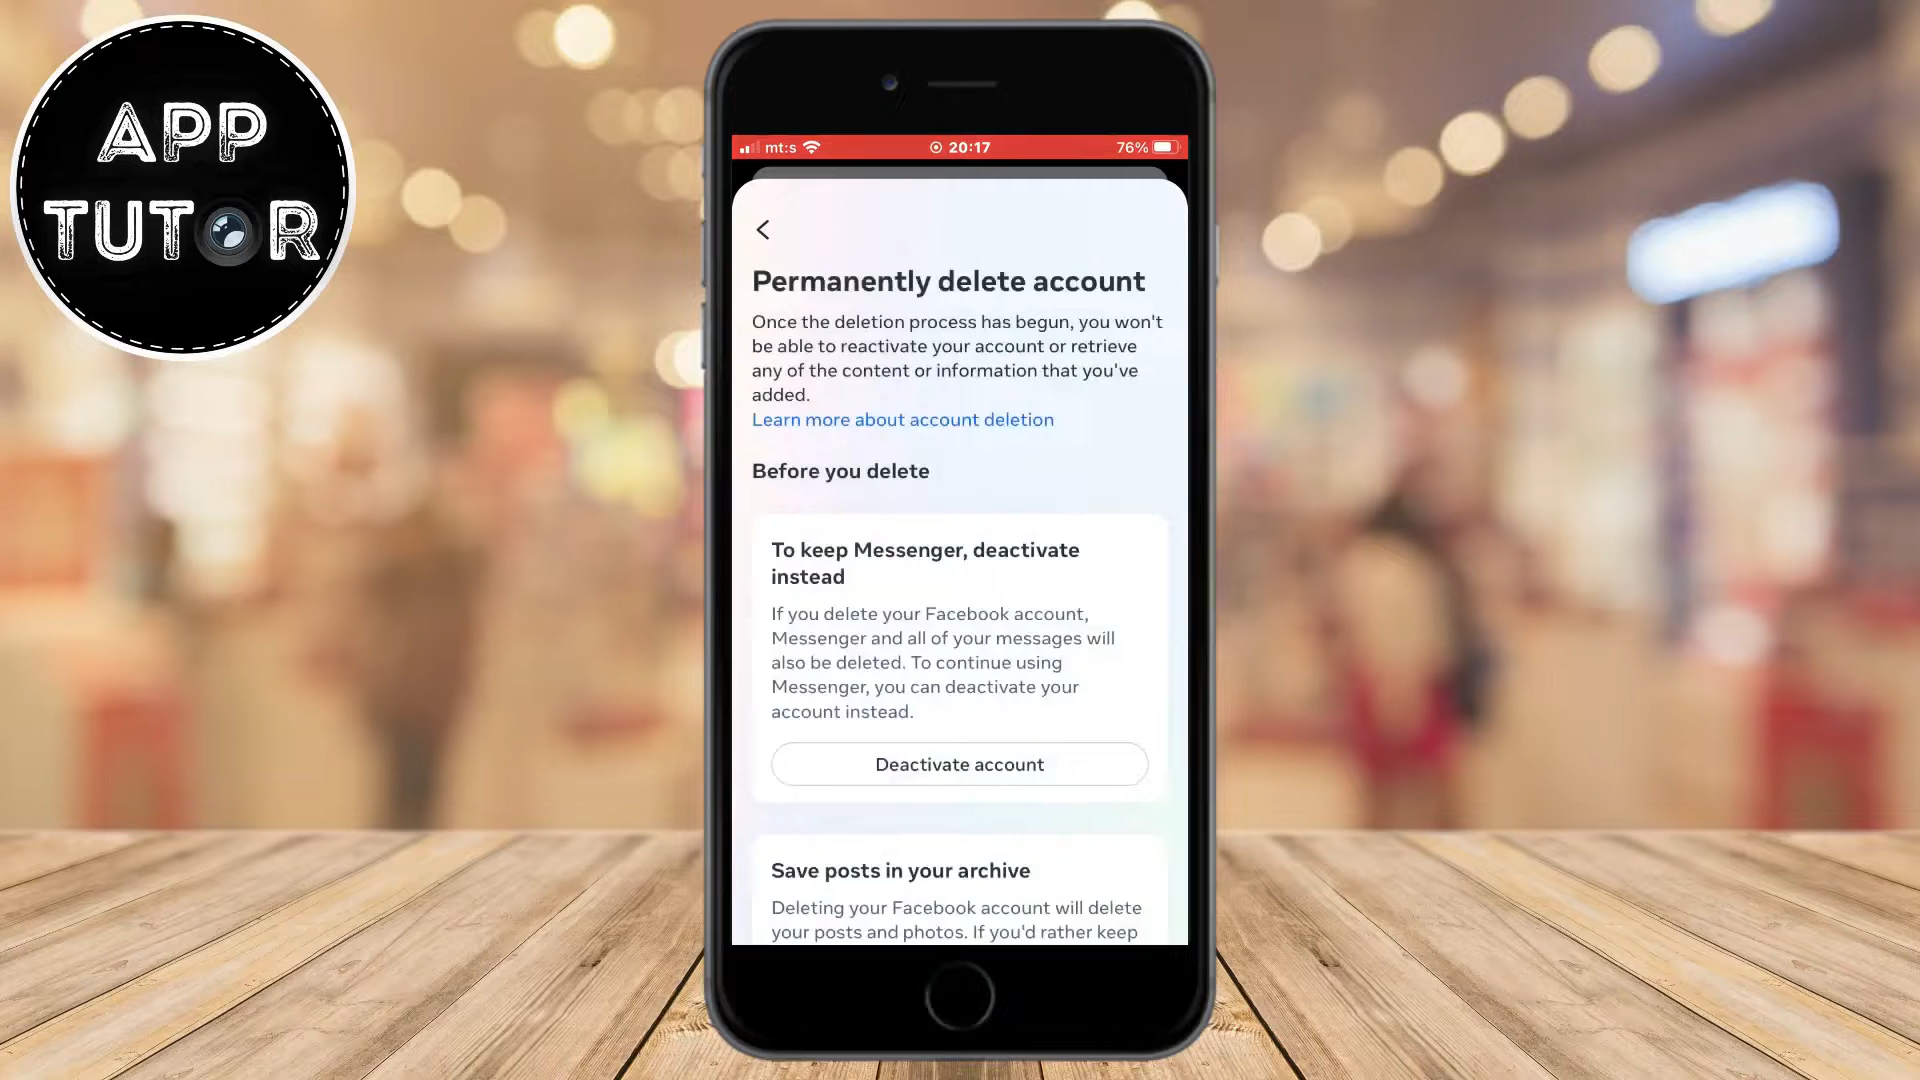 APP
TUTOR
mt:s 20:17 76%
Permanently delete account
Once the deletion process has begun, you won't
be able to reactivate your account or retrieve
any of the content or information that you've
added.
Learn more about account deletion
Before you delete
To keep Messenger, deactivate
instead
If you delete your Facebook account,
Messenger and all of your messages will
also be deleted. To continue using
Messenger, you can deactivate your
account instead.
Deactivate account
Save posts in your archive
Deleting your Facebook account will delete
your posts and photos. If you'd rather keep